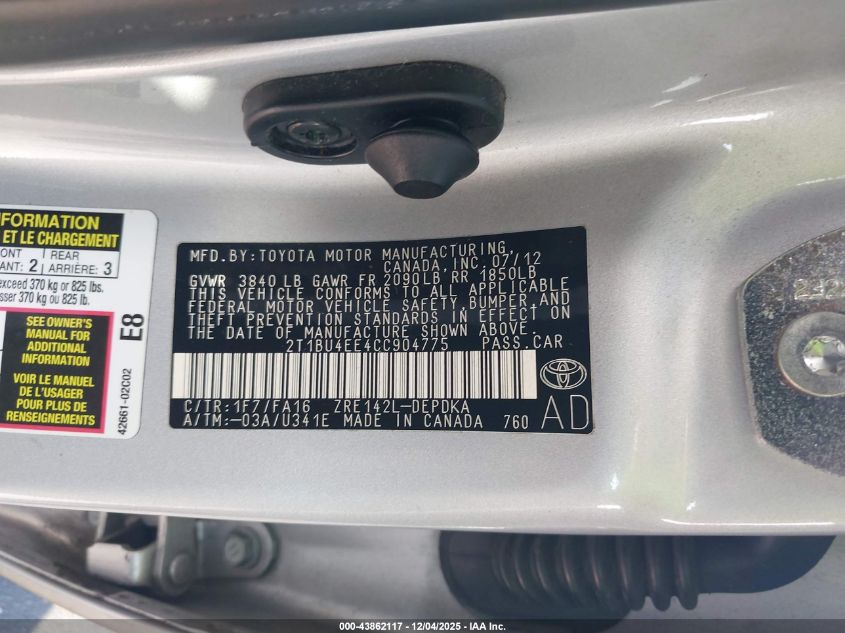 NFORMATION
ET LE CHARGEMENT
ONT
REAR
ANT: 2
ARRIÈRE: 3
exceed 370 kg or 825 lbs.
sser 370 kg ou 825 lb.
SEE OWNER'S
MANUAL FOR
ADDITIONAL
INFORMATION
VOIR LE MANUEL
DE L'USAGER
POUR PLUS DE
RENSEIGNEMENTS
E8
42661-02C02
MFD.BY:TOYOTA MOTOR MANUFACTURING,
CANADA,INC. 07/12
GVWR 3840 LB GAWR FR 2090LB RR 1850LB
THIS VEHICLE CONFORMS TO ALL APPLICABLE
FEDERAL MOTOR VEHICLE SAFETY,BUMPER,AND
THEFT PREVENTION STANDARDS IN EFFECT ON
THE DATE OF MANUFACTURE SHOWN ABOVE.
2T1BU4EE4CC904775 PASS.CAR
C/TR:1F7/FA16 ZRE142L-DEPDKA
A/TM:-03A/U341E MADE IN CANADA 760
AD
000-43862117 - 12/04/2025 - IAA Inc.